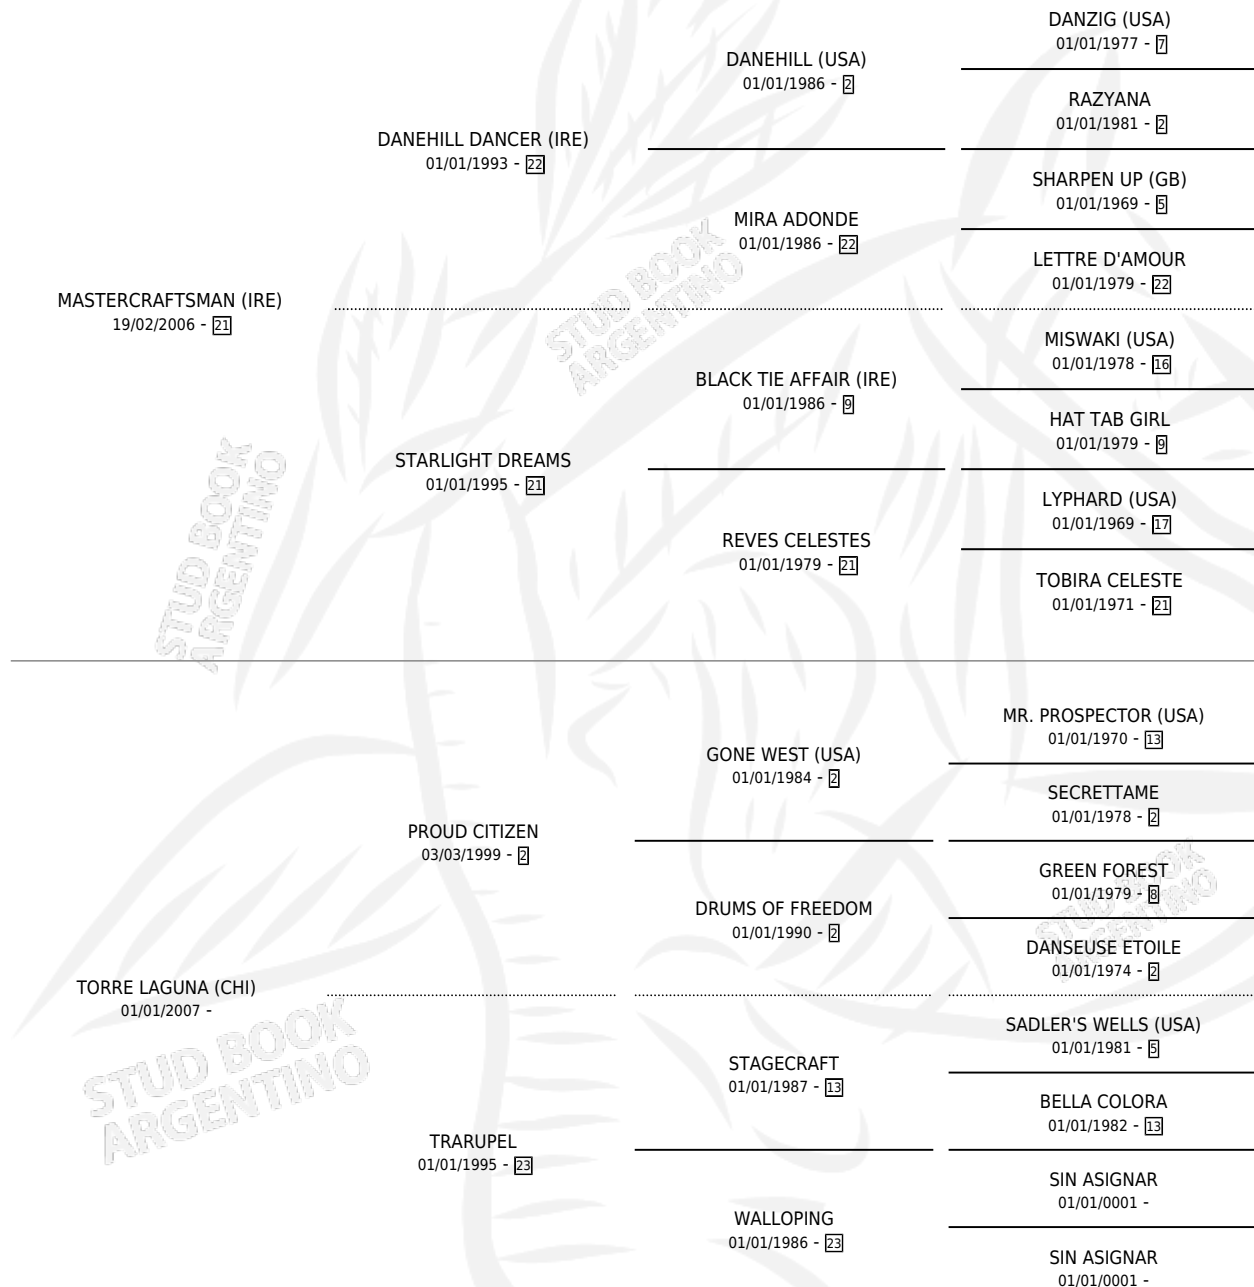 DANZIG (USA)
01/01/1977 - 7
DANEHILL (USA)
01/01/1986 - 2
RAZYANA
01/01/1981 - 2
DANEHILL DANCER (IRE)
01/01/1993 - 22
SHARPEN UP (GB)
01/01/1969 - 5
MIRA ADONDE
01/01/1986 - 22
LETTRE D'AMOUR
01/01/1979 - 22
MASTERCRAFTSMAN (IRE)
19/02/2006 - 21
MISWAKI (USA)
01/01/1978 - 16
BLACK TIE AFFAIR (IRE)
01/01/1986 - 9
HAT TAB GIRL
01/01/1979 - 9
STARLIGHT DREAMS
01/01/1995 - 21
LYPHARD (USA)
01/01/1969 - 17
REVES CELESTES
01/01/1979 - 21
TOBIRA CELESTE
01/01/1971 - 21
MR. PROSPECTOR (USA)
01/01/1970 - 13
GONE WEST (USA)
01/01/1984 - 2
SECRETTAME
01/01/1978 - 2
PROUD CITIZEN
03/03/1999 - 2
GREEN FOREST
01/01/1979 - 8
DRUMS OF FREEDOM
01/01/1990 - 2
DANSEUSE ETOILE
01/01/1974 - 2
TORRE LAGUNA (CHI)
01/01/2007 -
SADLER'S WELLS (USA)
01/01/1981 - 5
STAGECRAFT
01/01/1987 - 13
BELLA COLORA
01/01/1982 - 13
TRARUPEL
01/01/1995 - 23
SIN ASIGNAR
01/01/0001 -
WALLOPING
01/01/1986 - 23
SIN ASIGNAR
01/01/0001 -
STUD BOOK
ARGENTINO
STUD BOOK
ARGENTINO
STUD BOOK
ARGENTINO
STUD BOOK
ARGENTINO